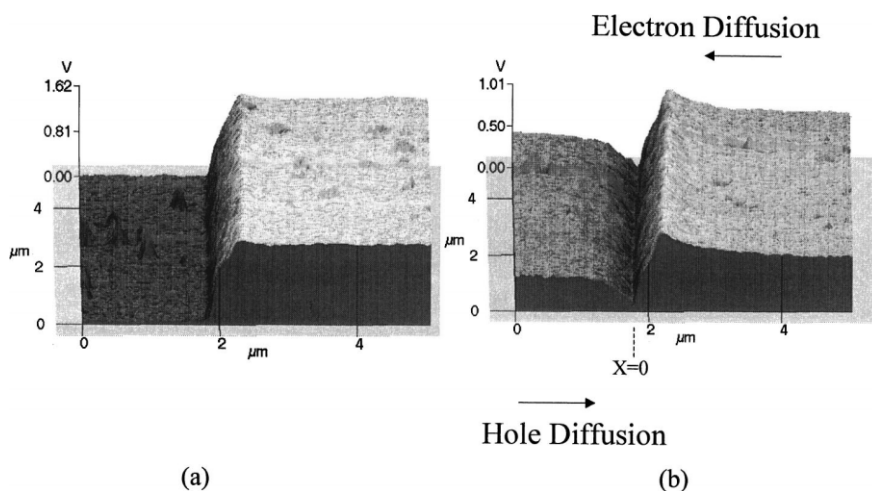 Electron Diffusion
V
1.62
0.81
0.00
4
μm
2
0
0
2
4
μm
V
1.01
0.50
0.00
4
μm
2
0
0
2
4
μm
X=0
Hole Diffusion
(a)
(b)